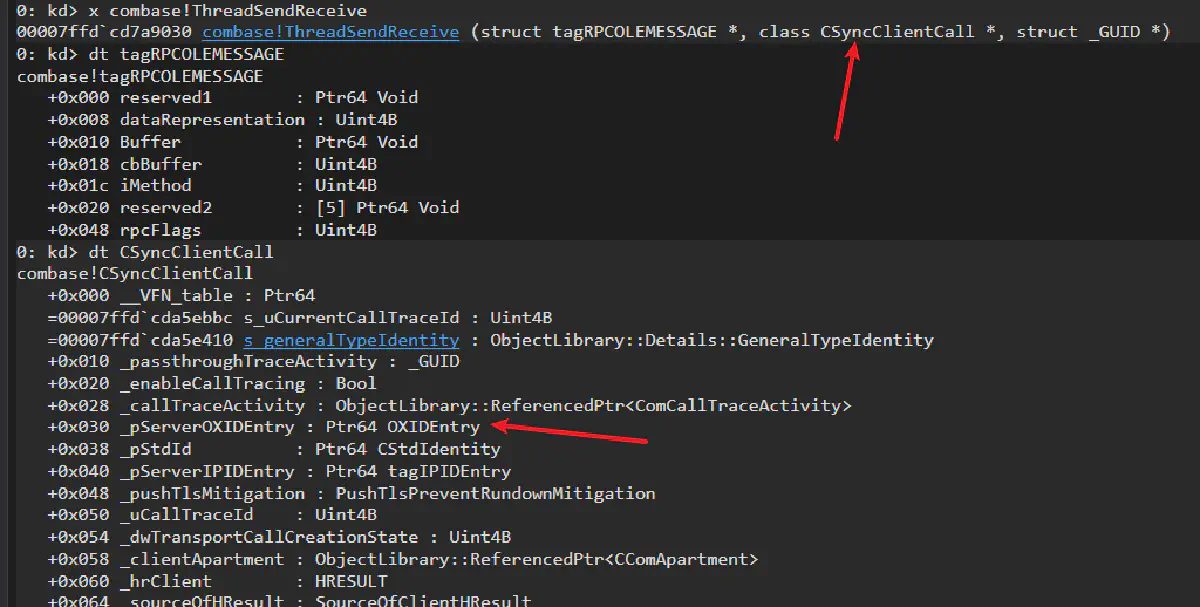 0: kd> x combase!ThreadSendReceive
00007ffd`cd7a9030 combase!ThreadSendReceive (struct tagRPCOLEMESSAGE *, class CSyncClientCall *, struct _GUID *)
0: kd> dt tagRPCOLEMESSAGE
combase!tagRPCOLEMESSAGE
+0x000 reserved1 : Ptr64 Void
+0x008 dataRepresentation : Uint4B
+0x010 Buffer : Ptr64 Void
+0x018 cbBuffer : Uint4B
+0x01c iMethod : Uint4B
+0x020 reserved2 : [5] Ptr64 Void
+0x048 rpcFlags : Uint4B
0: kd> dt CSyncClientCall
combase!CSyncClientCall
+0x000 __VFN_table : Ptr64
=00007ffd`cda5ebbc s_uCurrentCallTraceId : Uint4B
=00007ffd`cda5e410 s_generalTypeIdentity : ObjectLibrary::Details::GeneralTypeIdentity
+0x010 _passthroughTraceActivity : _GUID
+0x020 _enableCallTracing : Bool
+0x028 _callTraceActivity : ObjectLibrary::ReferencedPtr<ComCallTraceActivity>
+0x030 _pServerOXIDEntry : Ptr64 OXIDEntry
+0x038 _pStdId : Ptr64 CStdIdentity
+0x040 _pServerIPIDEntry : Ptr64 tagIPIDEntry
+0x048 _pushTlsMitigation : PushTlsPreventRundownMitigation
+0x050 _uCallTraceId : Uint4B
+0x054 _dwTransportCallCreationState : Uint4B
+0x058 _clientApartment : ObjectLibrary::ReferencedPtr<CComApartment>
+0x060 _hrClient : HRESULT
+0x064 _sourceOfHResult : SourceOfClientHResult